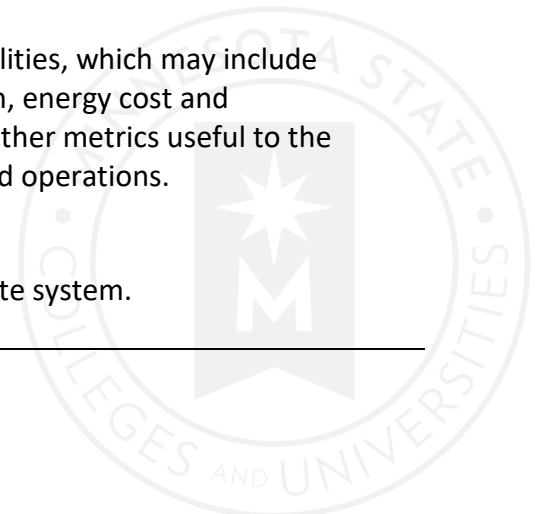 lities, which may include
n, energy cost and
ther metrics useful to the
d operations.
te system.
MINNESOTA STATE
M
COLLEGES AND UNIVERSITIES